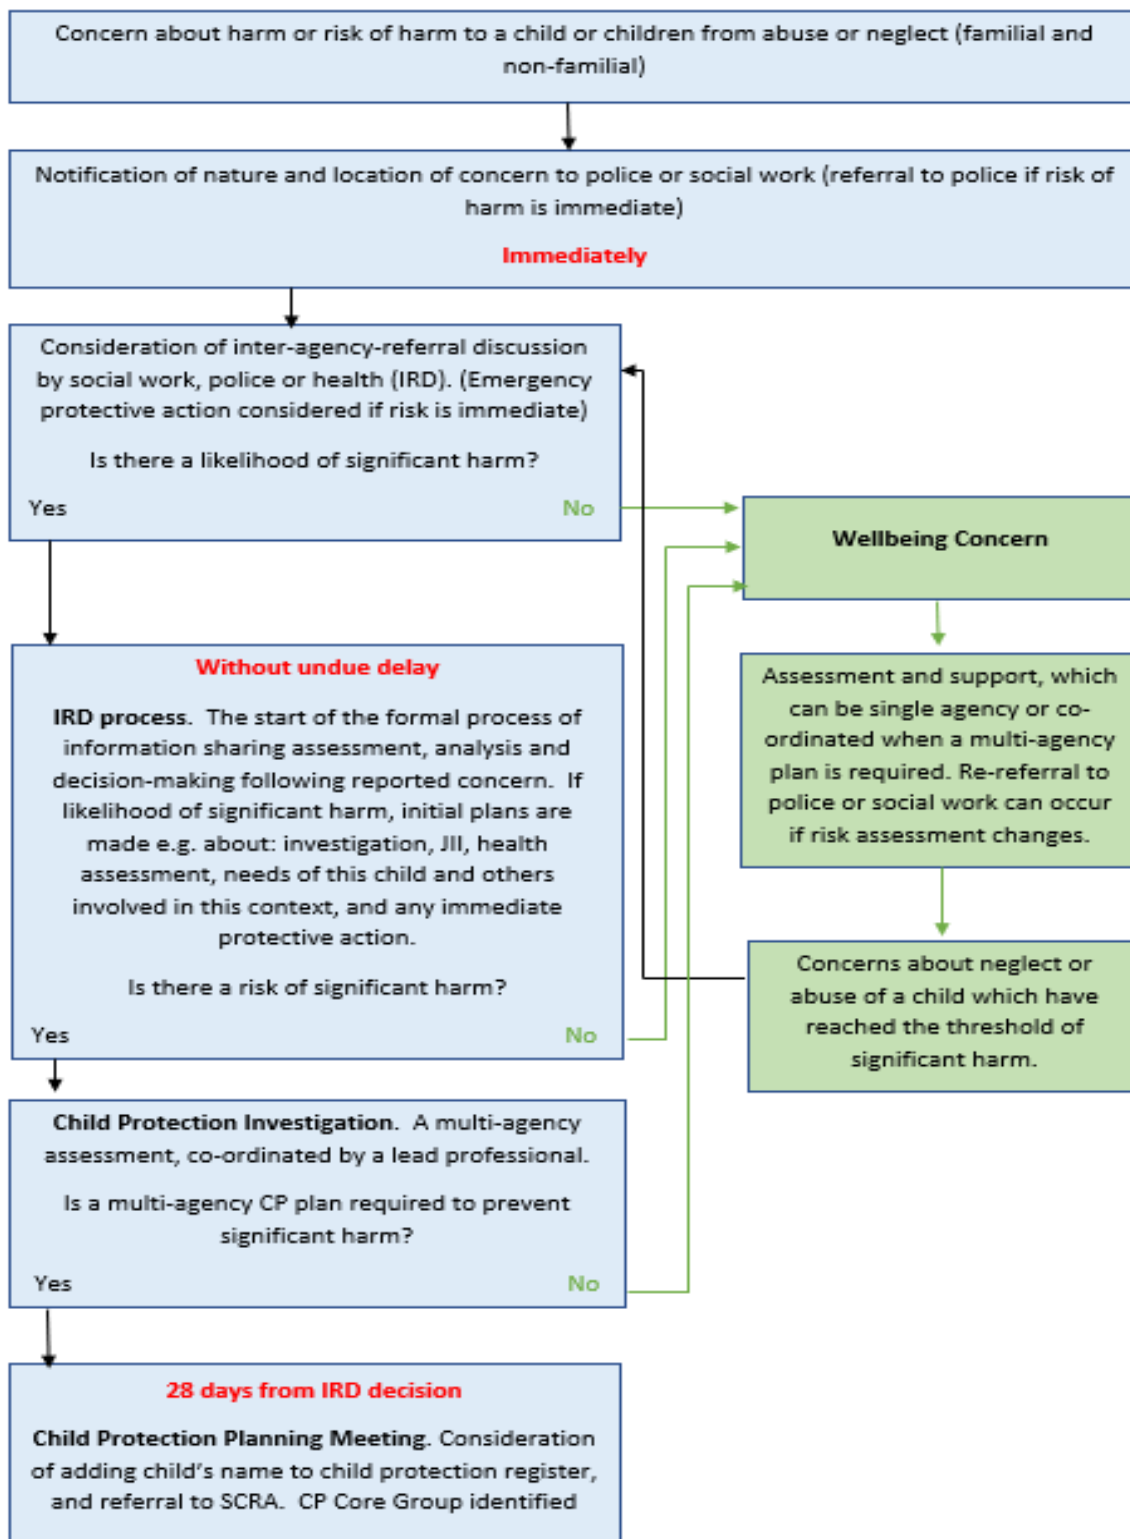 Concern about harm or risk of harm to a child or children from abuse or neglect (familial and
non-familial)
Notification of nature and location of concern to police or social work (referral to police if risk of
harm is immediate)
Immediately
Consideration of inter-agency-referral discussion
by social work, police or health (IRD). (Emergency
protective action considered if risk is immediate)
Is there a likelihood of significant harm?
Yes
No
Wellbeing Concern
Without undue delay
IRD process. The start of the formal process of
information sharing assessment, analysis and
decision-making following reported concern. If
likelihood of significant harm, initial plans are
made e.g. about: investigation, JII, health
assessment, needs of this child and others
involved in this context, and any immediate
protective action.
Is there a risk of significant harm?
Yes
No
Assessment and support, which
can be single agency or co-
ordinated when a multi-agency
plan is required. Re-referral to
police or social work can occur
if risk assessment changes.
Concerns about neglect or
abuse of a child which have
reached the threshold of
significant harm.
Child Protection Investigation. A multi-agency
assessment, co-ordinated by a lead professional.
Is a multi-agency CP plan required to prevent
significant harm?
Yes
No
28 days from IRD decision
Child Protection Planning Meeting. Consideration
of adding child's name to child protection register,
and referral to SCRA. CP Core Group identified